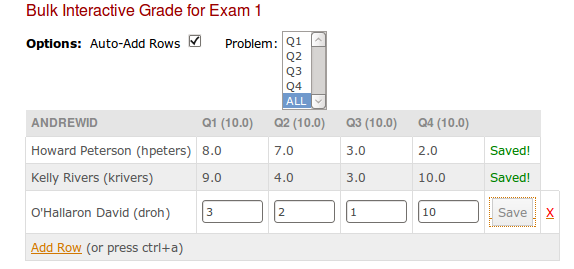 Bulk Interactive Grade for Exam 1
Options: Auto-Add Rows Problem:
Q1
Q2
Q3
Q4
ALL
ANDREWID Q1 (10.0) Q2 (10.0) Q3 (10.0) Q4 (10.0)
Howard Peterson (hpeters) 8.0 7.0 3.0 2.0 Saved!
Kelly Rivers (krivers) 9.0 4.0 3.0 10.0 Saved!
O'Hallaron David (droh) 3 2 1 10 Save X
Add Row (or press ctrl+a)